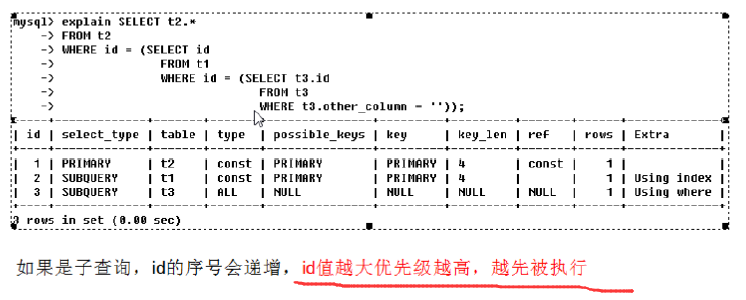 mysql> explain SELECT t2.*
-> FROM t2
-> WHERE id = (SELECT id
-> FROM t1
-> WHERE id = (SELECT t3.id
-> FROM t3
-> WHERE t3.other_column = ''));
| id | select_type | table | type | possible_keys | key | key_len | ref | rows | Extra |
| 1 | PRIMARY | t2 | const | PRIMARY | PRIMARY | 4 | const | 1 | |
| 2 | SUBQUERY | t1 | const | PRIMARY | PRIMARY | 4 | | 1 | Using index |
| 3 | SUBQUERY | t3 | ALL | NULL | NULL | NULL | NULL | 1 | Using where |
3 rows in set (0.00 sec)
如果是子查询，id的序号会递增，id值越大优先级越高，越先被执行